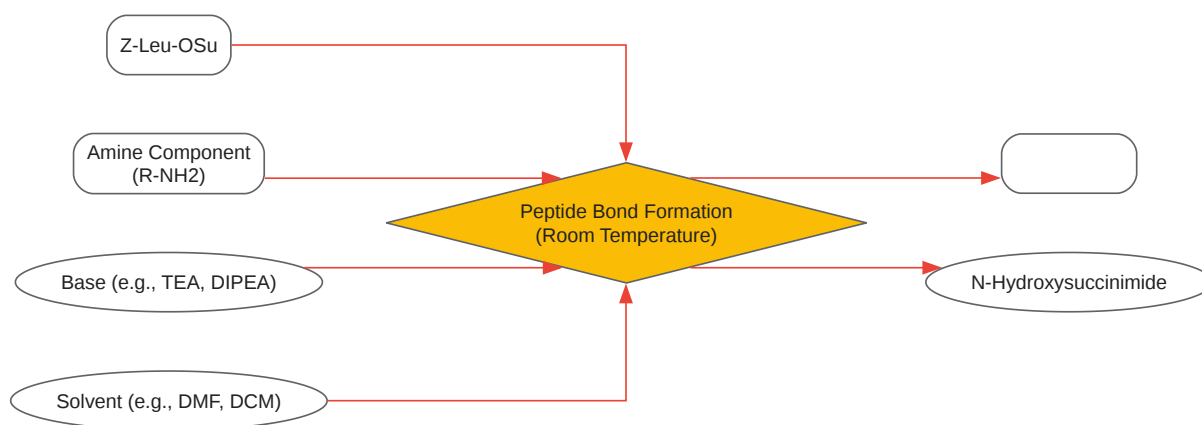 Z-Leu-OSu
Amine Component
(R-NH2)
Peptide Bond Formation
(Room Temperature)
Base (e.g., TEA, DIPEA)
N-Hydroxysuccinimide
Solvent (e.g., DMF, DCM)